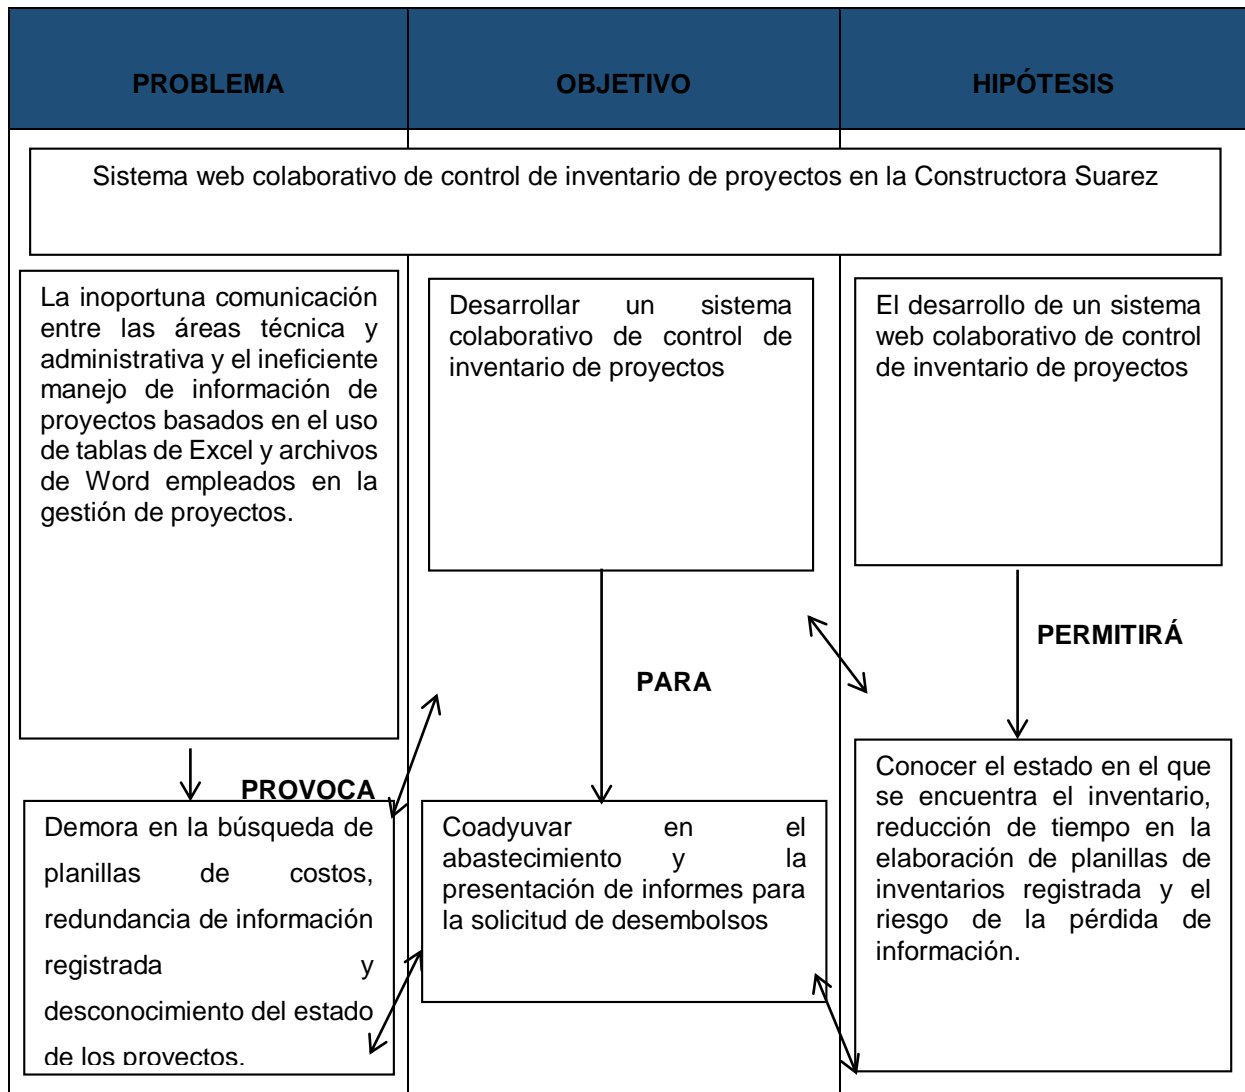 PROBLEMA
OBJETIVO
HIPÓTESIS
Sistema web colaborativo de control de inventario de proyectos en la Constructora Suarez
La inoportuna comunicación
entre las áreas técnica y
administrativa y el ineficiente
manejo de información de
proyectos basados en el uso
de tablas de Excel y archivos
de Word empleados en la
gestión de proyectos.
PROVOCA
Demora en la búsqueda de
planillas de costos,
redundancia de información
registrada y
desconocimiento del estado
de los proyectos.
Desarrollar un sistema
colaborativo de control de
inventario de proyectos
PARA
Coadyuvar en el
abastecimiento y la
presentación de informes para
la solicitud de desembolsos
El desarrollo de un sistema
web colaborativo de control
de inventario de proyectos
PERMITIRÁ
Conocer el estado en el que
se encuentra el inventario,
reducción de tiempo en la
elaboración de planillas de
inventarios registrada y el
riesgo de la pérdida de
información.